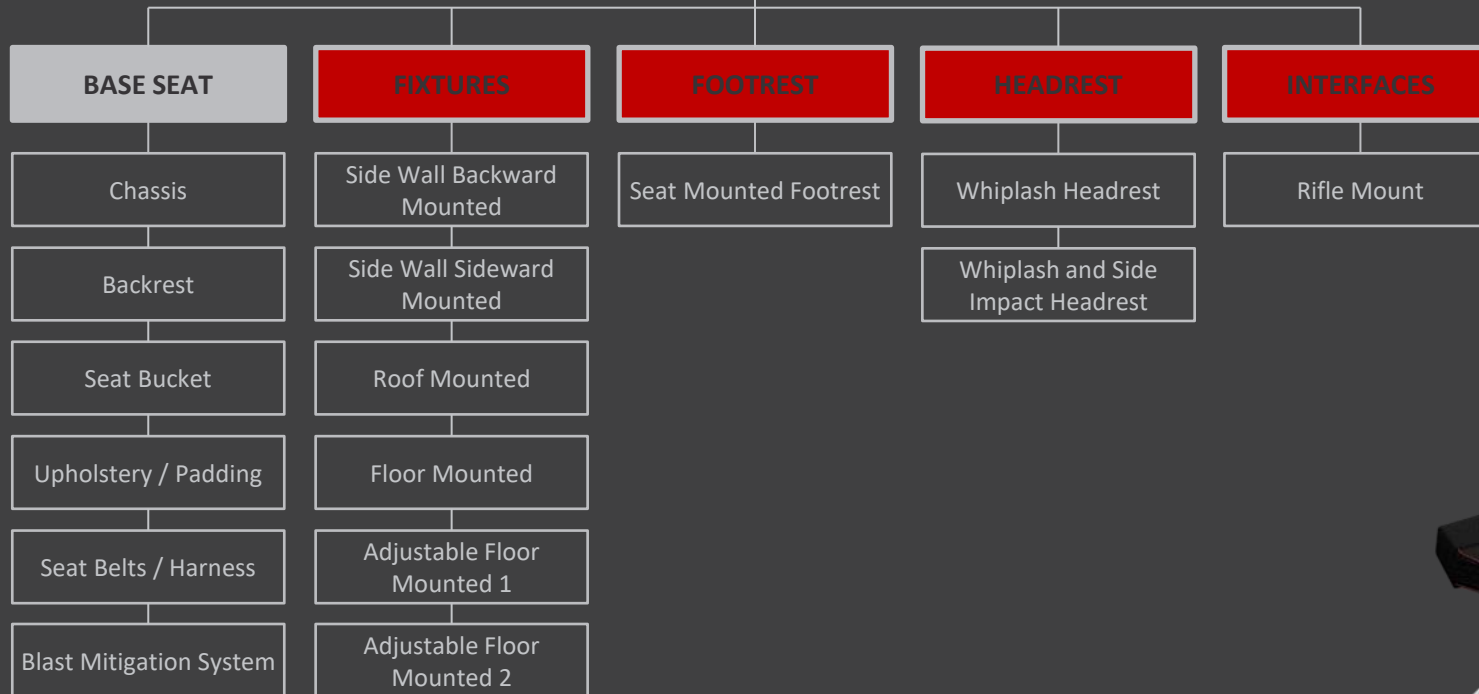 BASE SEAT
FIXTURES
FOOTREST
HEADREST
INTERFACES
Chassis
Backrest
Seat Bucket
Upholstery / Padding
Seat Belts / Harness
Blast Mitigation System
Side Wall Backward
Mounted
Side Wall Sideward
Mounted
Roof Mounted
Floor Mounted
Adjustable Floor
Mounted 1
Adjustable Floor
Mounted 2
Seat Mounted Footrest
Whiplash Headrest
Whiplash and Side
Impact Headrest
Rifle Mount